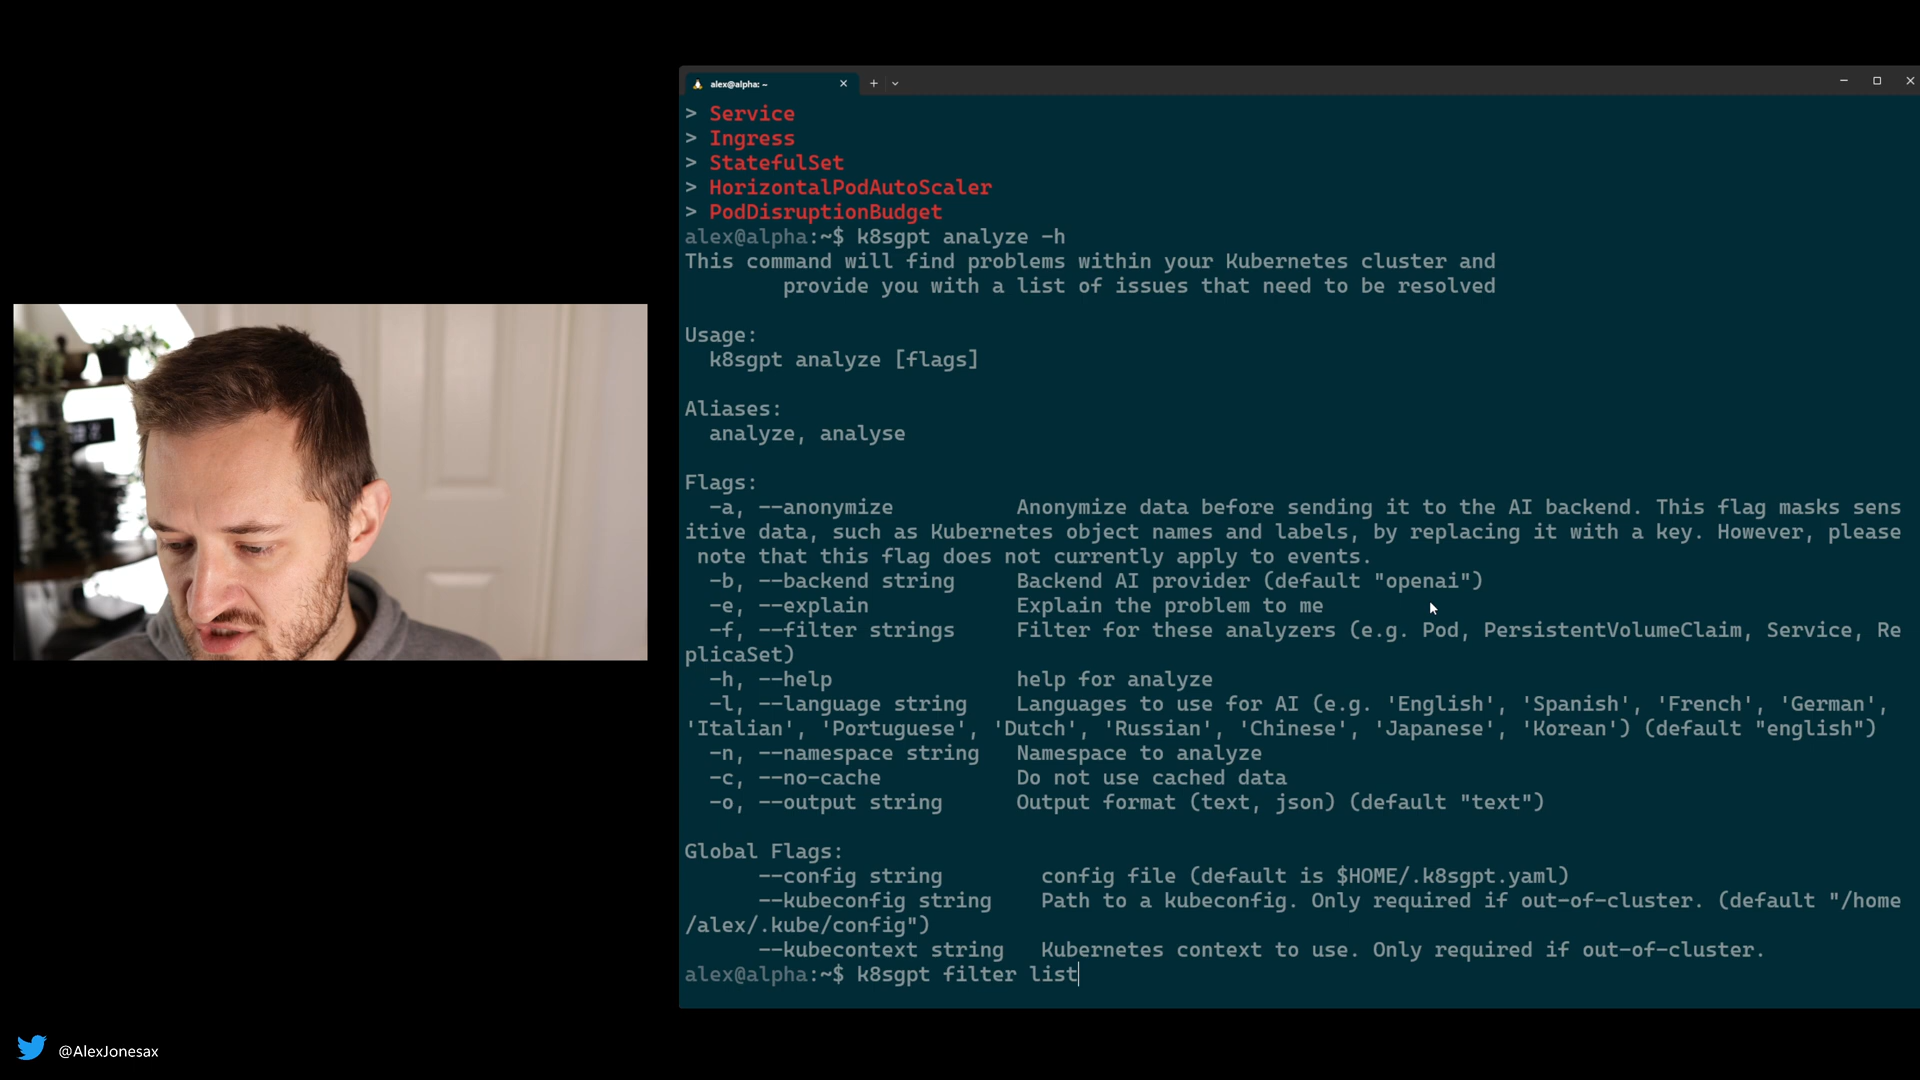 alex@alpha: ~
> Service
> Ingress
> StatefulSet
> HorizontalPodAutoScaler
> PodDisruptionBudget
alex@alpha:~$ k8sgpt analyze -h
This command will find problems within your Kubernetes cluster and
provide you with a list of issues that need to be resolved
Usage:
k8sgpt analyze [flags]
Aliases:
analyze, analyse
Flags:
-a, --anonymize Anonymize data before sending it to the AI backend. This flag masks sens
itive data, such as Kubernetes object names and labels, by replacing it with a key. However, please
note that this flag does not currently apply to events.
-b, --backend string Backend AI provider (default "openai")
-e, --explain Explain the problem to me
-f, --filter strings Filter for these analyzers (e.g. Pod, PersistentVolumeClaim, Service, Re
plicaSet)
-h, --help help for analyze
-l, --language string Languages to use for AI (e.g. 'English', 'Spanish', 'French', 'German',
'Italian', 'Portuguese', 'Dutch', 'Russian', 'Chinese', 'Japanese', 'Korean') (default "english")
-n, --namespace string Namespace to analyze
-c, --no-cache Do not use cached data
-o, --output string Output format (text, json) (default "text")
Global Flags:
--config string config file (default is $HOME/.k8sgpt.yaml)
--kubeconfig string Path to a kubeconfig. Only required if out-of-cluster. (default "/home
/alex/.kube/config")
--kubecontext string Kubernetes context to use. Only required if out-of-cluster.
alex@alpha:~$ k8sgpt filter list
@AlexJonesax